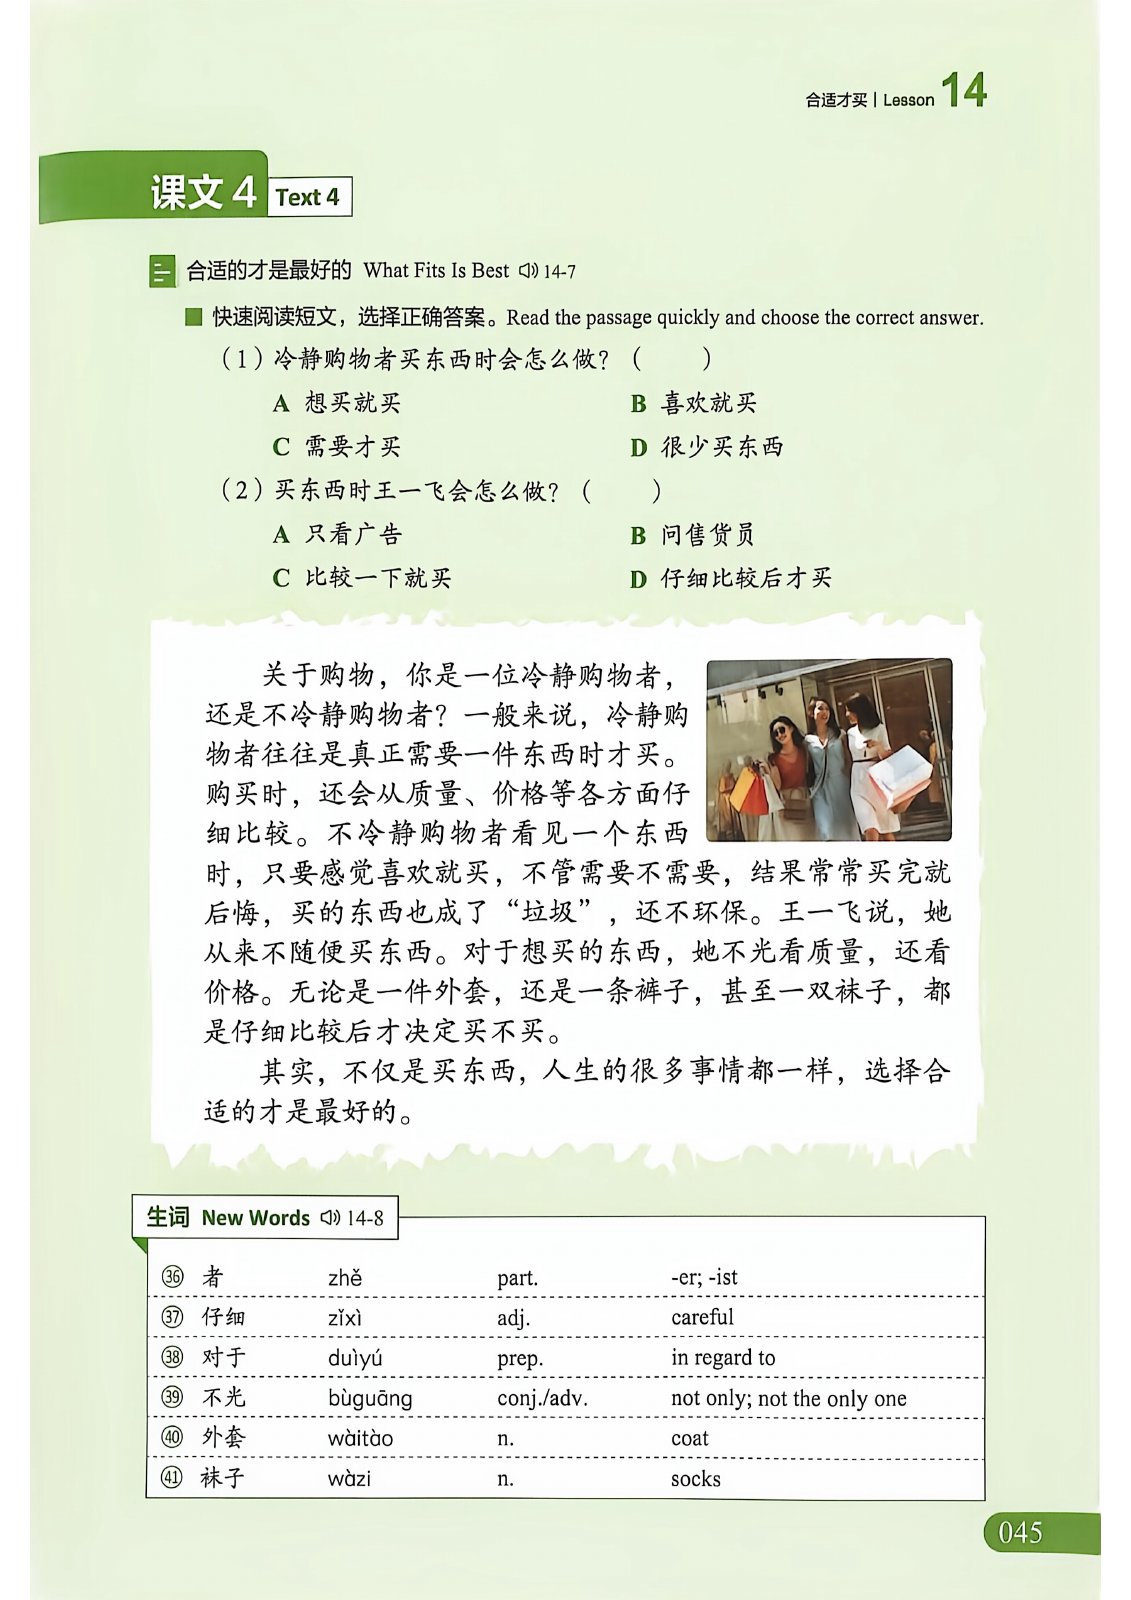 合适才买 | Lesson 14
课文 4 Text 4
合适的才是最好的 What Fits Is Best 14-7
快速阅读短文，选择正确答案。Read the passage quickly and choose the correct answer.
（1）冷静购物者买东西时会怎么做？（ ）
A 想买就买 B 喜欢就买
C 需要才买 D 很少买东西
（2）买东西时王一飞会怎么做？（ ）
A 只看广告 B 问售货员
C 比较一下就买 D 仔细比较后才买
关于购物，你是一位冷静购物者，
还是不冷静购物者？一般来说，冷静购
物者往往是真正需要一件东西时才买。
购买时，还会从质量、价格等各方面仔
细比较。不冷静购物者看见一个东西
时，只要感觉喜欢就买，不管需要不需要，结果常常买完就
后悔，买的东西也成了“垃圾”，还不环保。王一飞说，她
从来不随便买东西。对于想买的东西，她不光看质量，还看
价格。无论是一件外套，还是一条裤子，甚至一双袜子，都
是仔细比较后才决定买不买。
其实，不仅是买东西，人生的很多事情都一样，选择合
适的才是最好的。
生词 New Words 14-8
㊱ 者 zhě part. -er; -ist
㊲ 仔细 zǐxì adj. careful
㊳ 对于 duìyú prep. in regard to
㊴ 不光 bùguāng conj./adv. not only; not the only one
㊵ 外套 wàitào n. coat
㊶ 袜子 wàzi n. socks
045